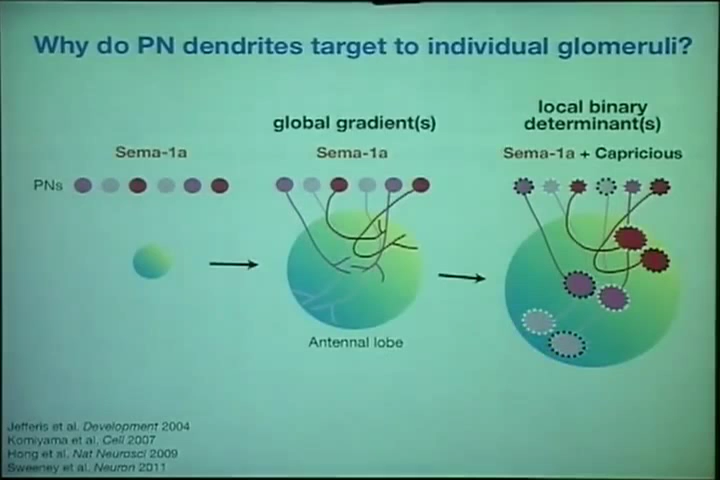 Why do PN dendrites target to individual glomeruli?
global gradient(s)
local binary
determinant(s)
Sema-1a
Sema-1a
Sema-1a + Capricious
PNs
Antennal lobe
Jefferis et al. Development 2004
Komiyama et al. Cell 2007
Hong et al. Nat Neurosci 2009
Sweeney et al. Neuron 2011